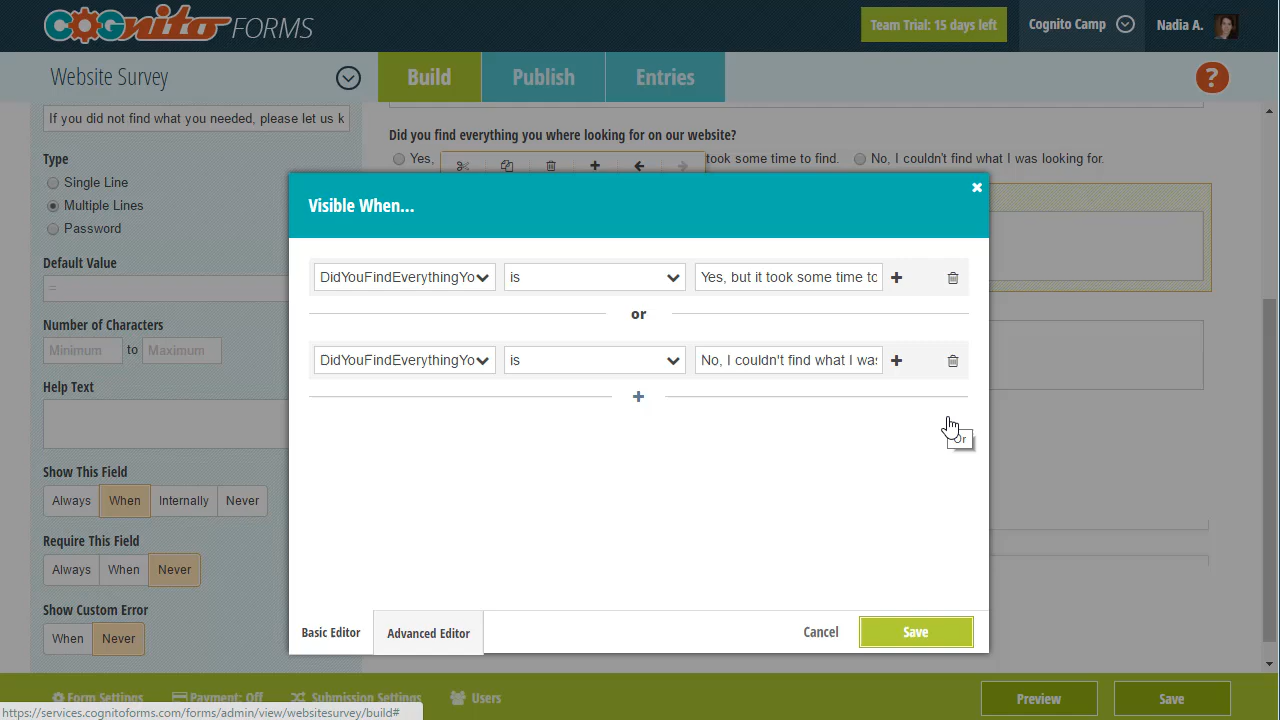 COGnito FORMS
Team Trial: 15 days left
Cognito Camp
Nadia A.
Website Survey
Build
Publish
Entries
?
If you did not find what you needed, please let us k
Did you find everything you where looking for on our website?
Yes,
took some time to find.
No, I couldn't find what I was looking for.
Type
Single Line
Multiple Lines
Password
Default Value
=
Number of Characters
Minimum to Maximum
Help Text
Show This Field
Always When Internally Never
Require This Field
Always When Never
Show Custom Error
When Never
Visible When...
DidYouFindEverythingYo is Yes, but it took some time to
or
DidYouFindEverythingYo is No, I couldn't find what I was
Or
Basic Editor
Advanced Editor
Cancel
Save
Form Settings
Payment: Off
Submission Settings
Users
Preview
Save
https://services.cognitoforms.com/forms/admin/view/websitesurvey/build#